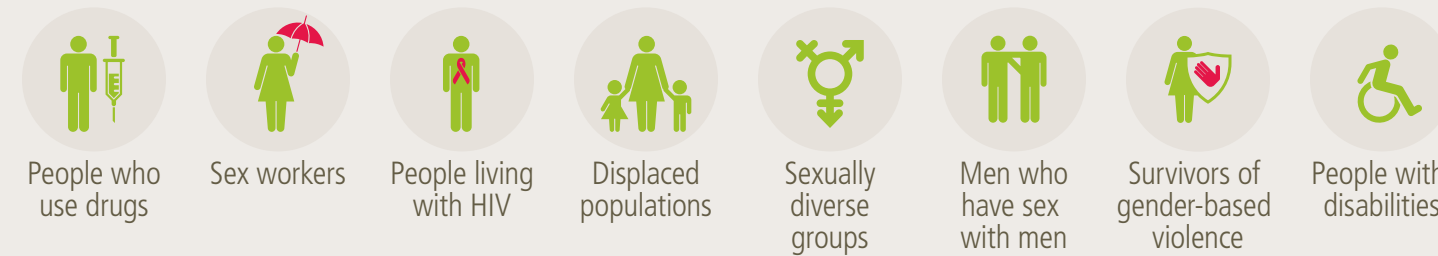 People who
use drugs
Sex workers
People living
with HIV
Displaced
populations
Sexually
diverse
groups
Men who
have sex
with men
Survivors of
gender-based
violence
People with
disabilities